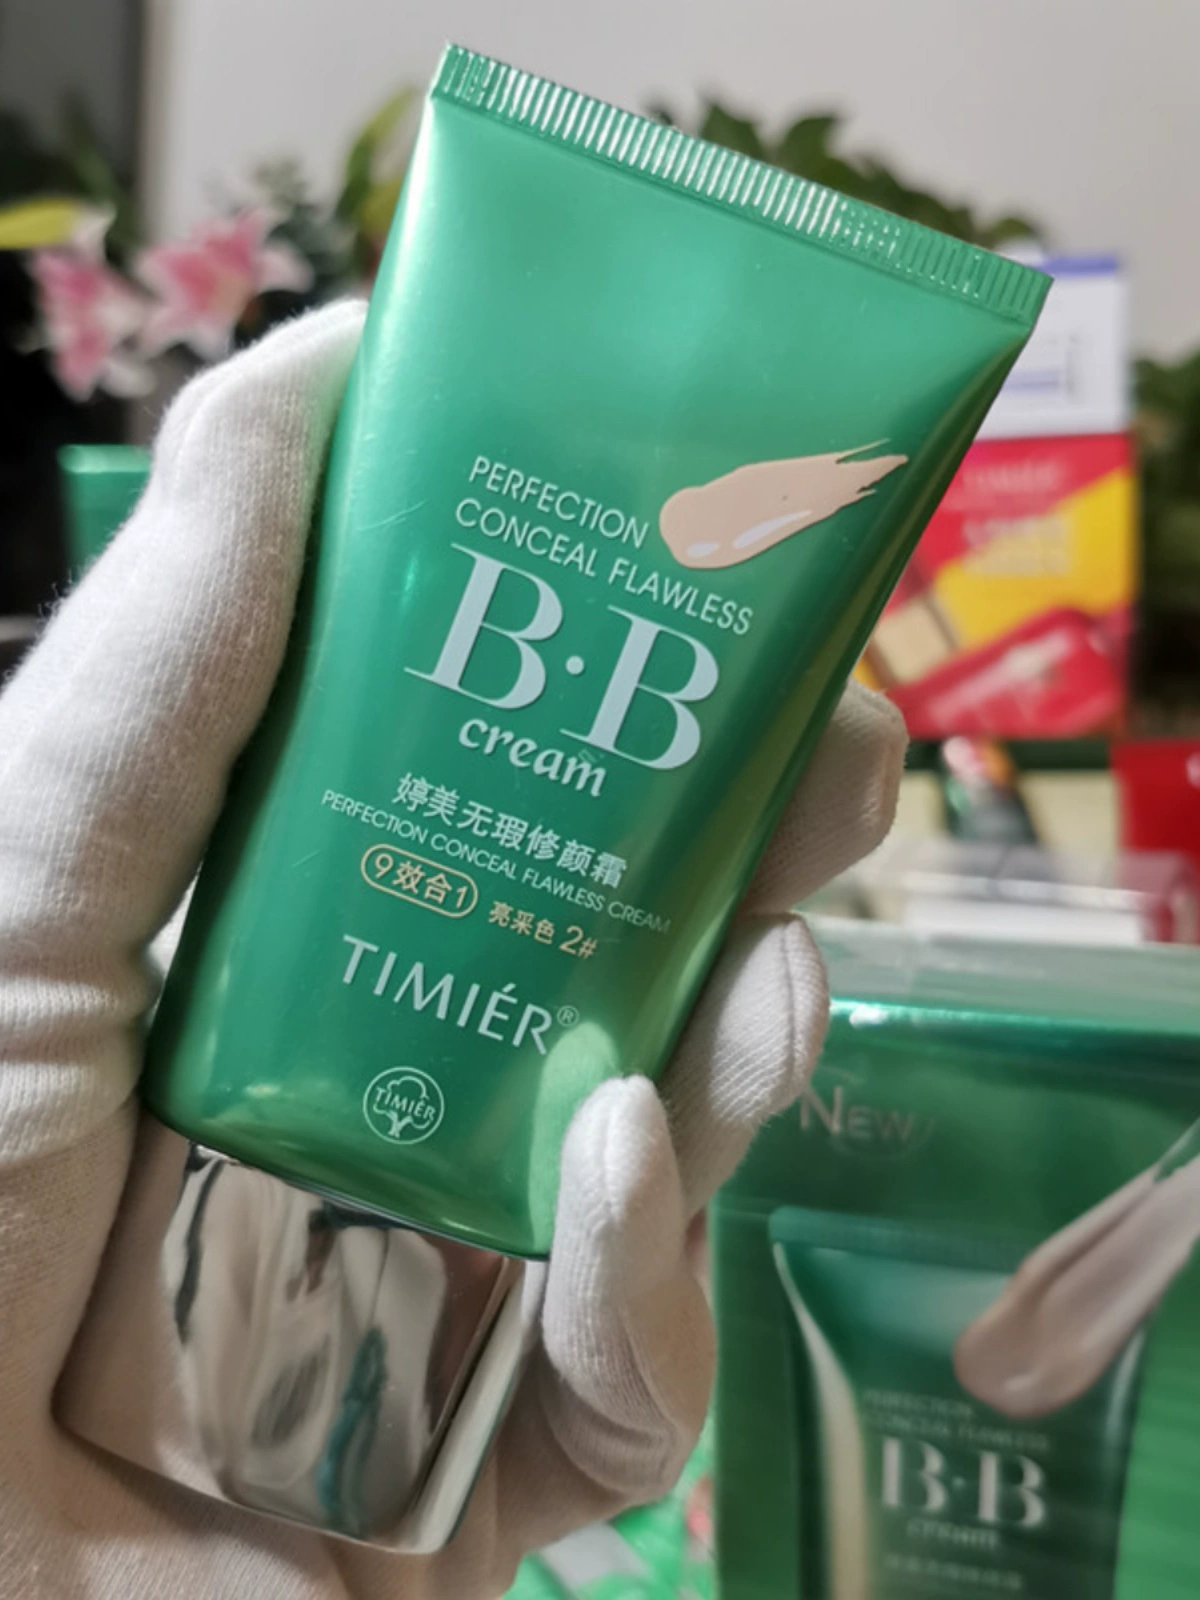 PERFECTION
CONCEAL FLAWLESS
B·B
cream
婷美无瑕修颜霜
PERFECTION CONCEAL FLAWLESS CREAM
9效合1 亮采色 2#
TIMIÉR®
TIMIÉR
NEW
PERFECTION
CONCEAL FLAWLESS
B·B
cream